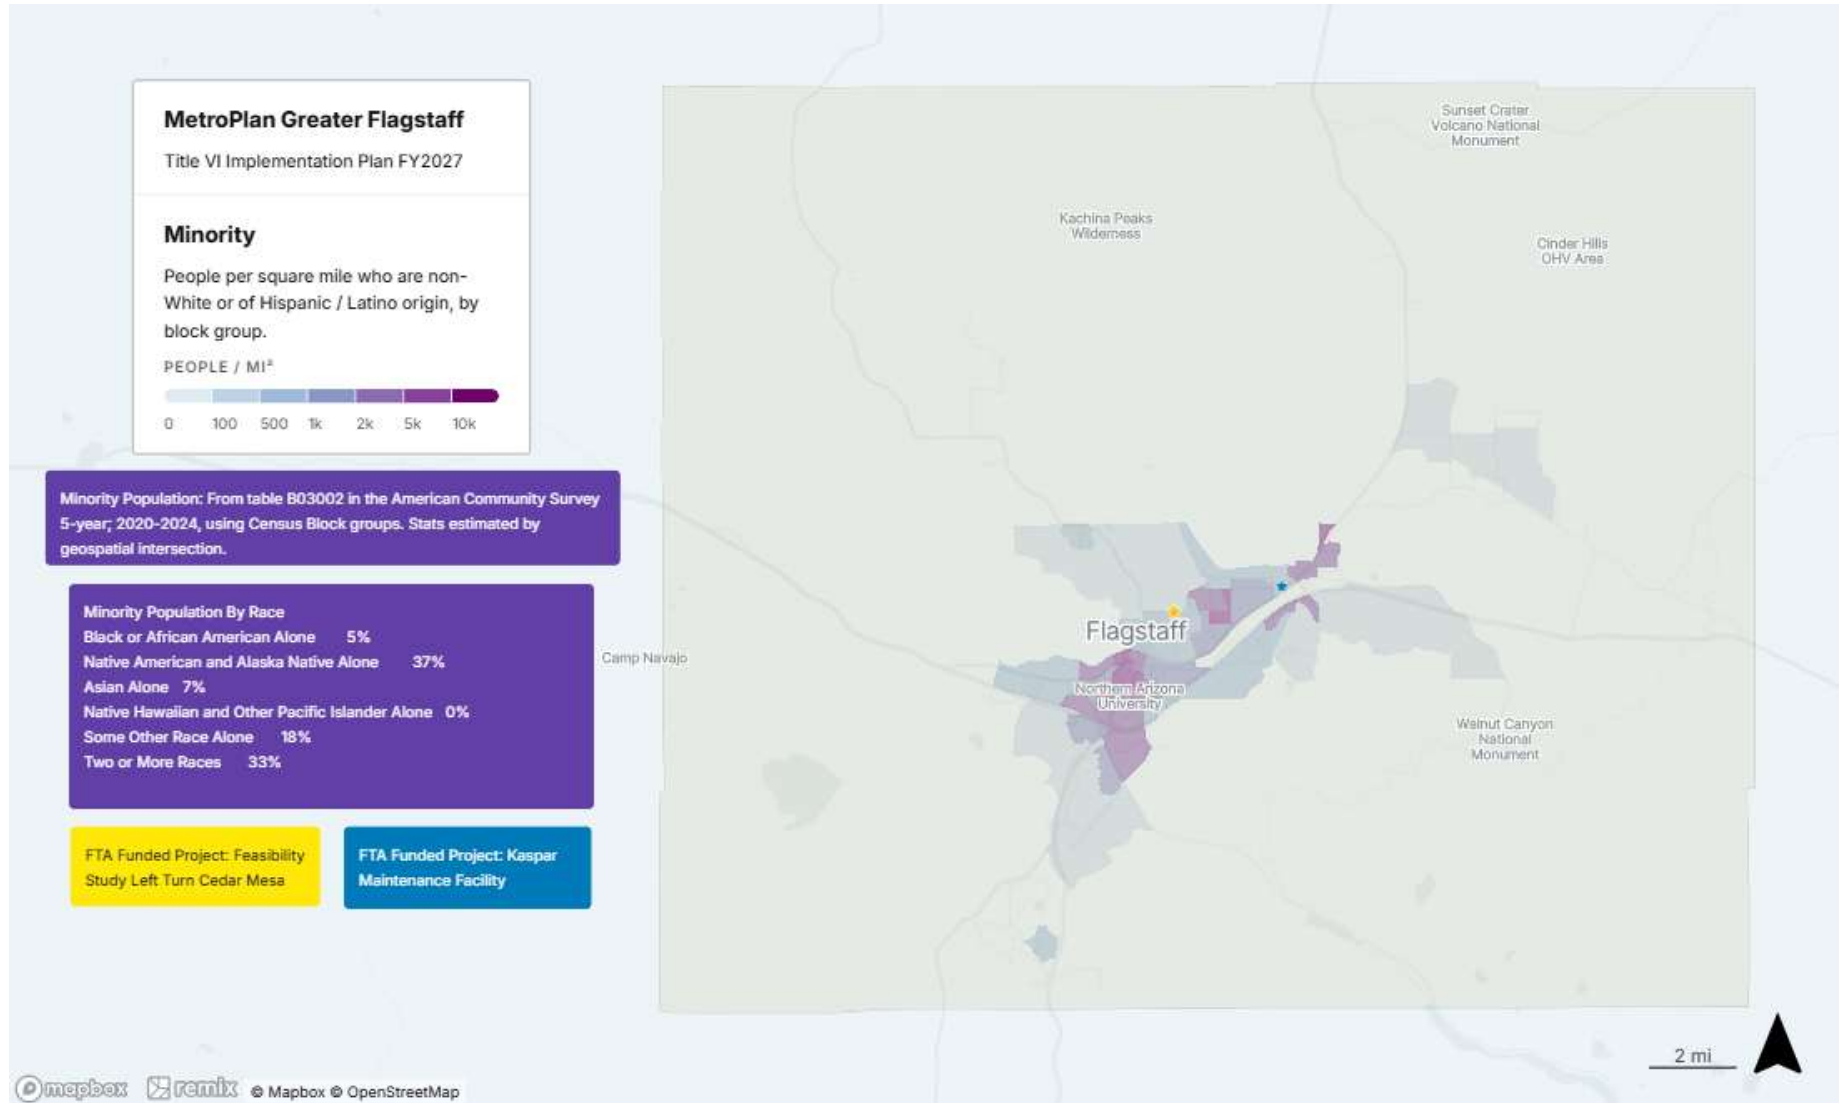 MetroPlan Greater Flagstaff
Title VI Implementation Plan FY2027
Minority
People per square mile who are non-
White or of Hispanic / Latino origin, by
block group.
PEOPLE / MI²
0 100 500 1k 2k 5k 10k
Minority Population: From table B03002 in the American Community Survey
5-year; 2020-2024, using Census Block groups. Stats estimated by
geospatial intersection.
Minority Population By Race
Black or African American Alone 5%
Native American and Alaska Native Alone 37%
Asian Alone 7%
Native Hawaiian and Other Pacific Islander Alone 0%
Some Other Race Alone 18%
Two or More Races 33%
FTA Funded Project: Feasibility
Study Left Turn Cedar Mesa
FTA Funded Project: Kaspar
Maintenance Facility
Sunset Crater
Volcano National
Monument
Kachina Peaks
Wilderness
Cinder Hills
OHV Area
Flagstaff
Camp Navajo
Northern Arizona
University
Walnut Canyon
National
Monument
2 mi
mapbox remix © Mapbox © OpenStreetMap